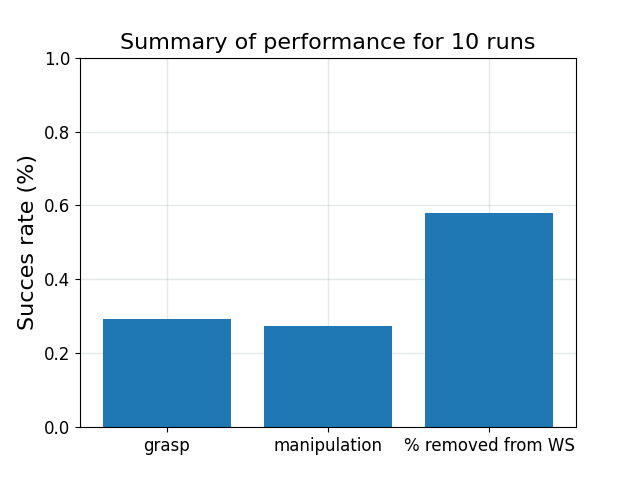 Summary of performance for 10 runs
Succes rate (%)
1.0
0.8
0.6
0.4
0.2
0.0
grasp
manipulation
% removed from WS